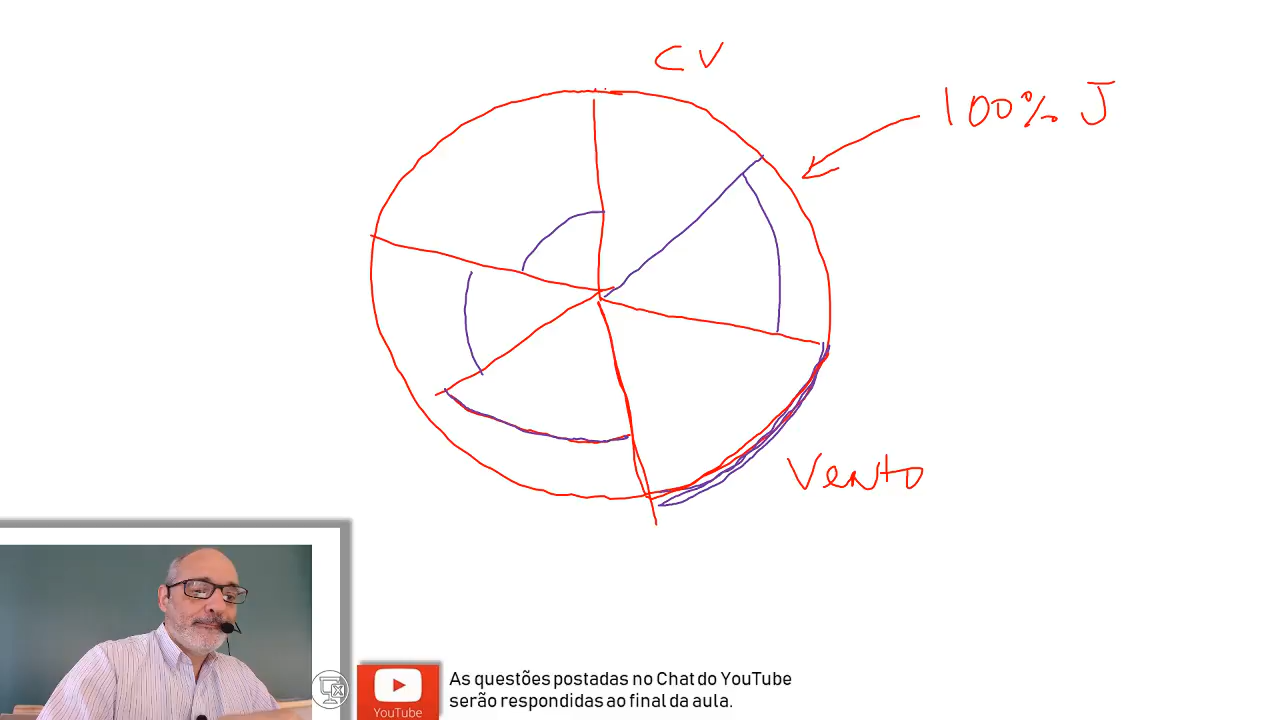 CV
100% J
Vento
YouTube
As questões postadas no Chat do YouTube
serão respondidas ao final da aula.